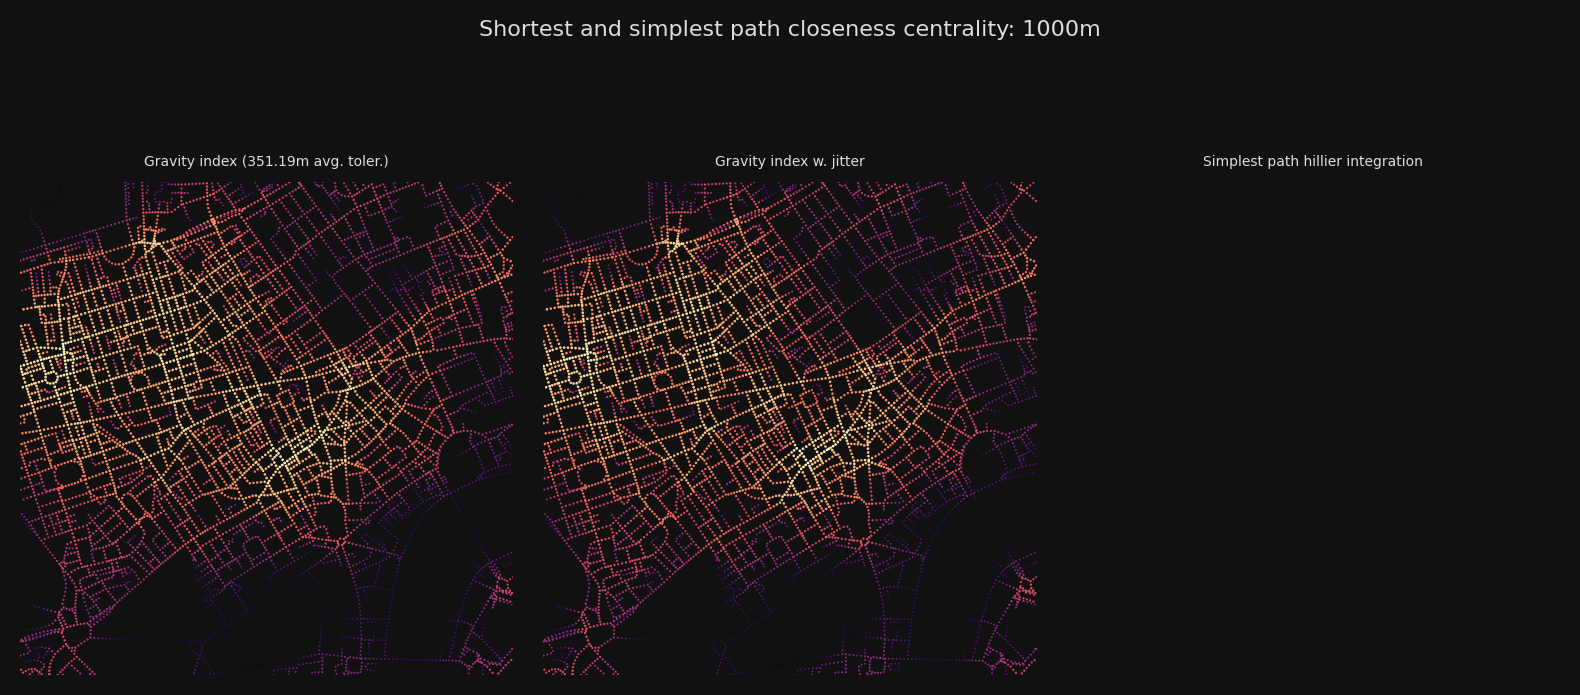 Shortest and simplest path closeness centrality: 1000m
Gravity index (351.19m avg. toler.)
Gravity index w. jitter
Simplest path hillier integration